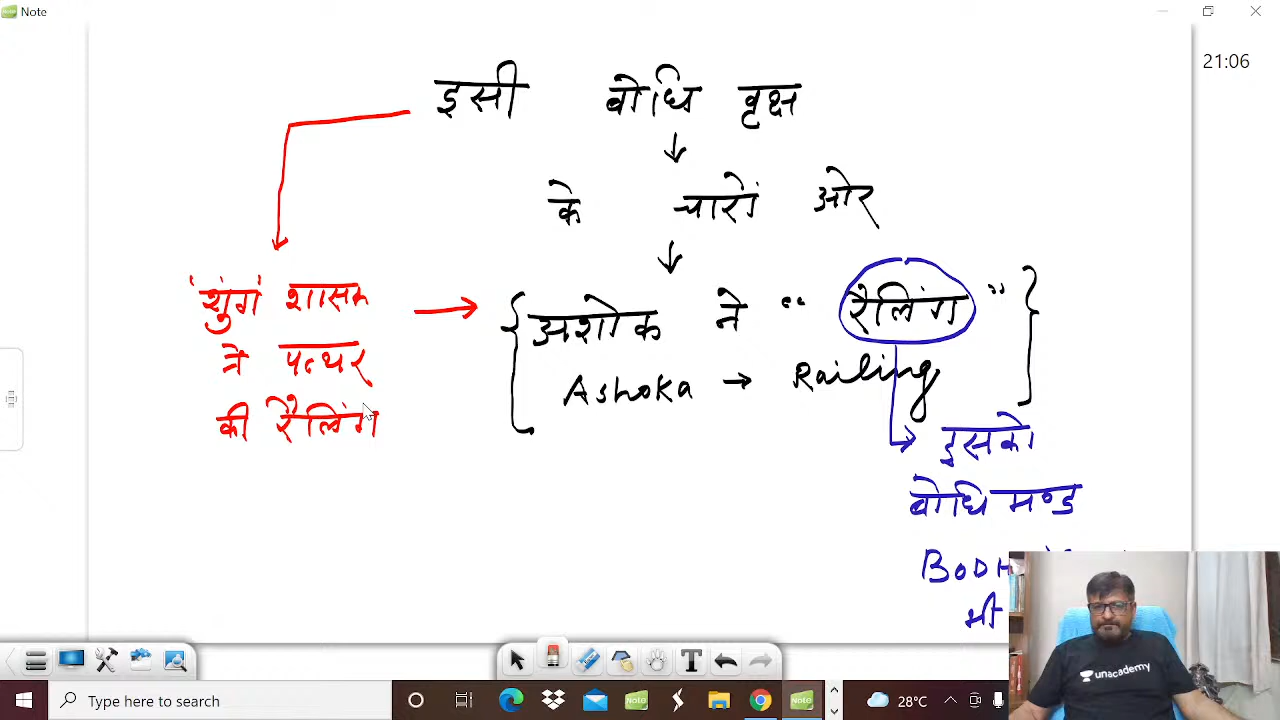 Note
21:06
इसी बोधि वृक्ष
↓
के चारों ओर
↓
'शुंग' शासक → { अशोक ने “ रैलिंग ” }
ने पत्थर
Ashoka → Railing
की रैलिंग
इसको
बोधि मण्ड
भी
unacademy
Type here to search
28°C